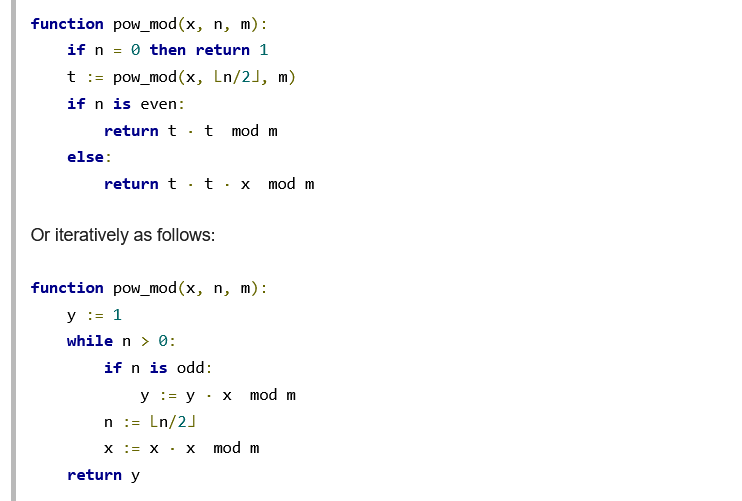 function pow_mod(x, n, m):
if n = 0 then return 1
t := pow_mod(x, ⌊n/2⌋, m)
if n is even:
return t · t  mod m
else:
return t · t · x  mod m
Or iteratively as follows:
function pow_mod(x, n, m):
y := 1
while n > 0:
if n is odd:
y := y · x  mod m
n := ⌊n/2⌋
x := x · x  mod m
return y